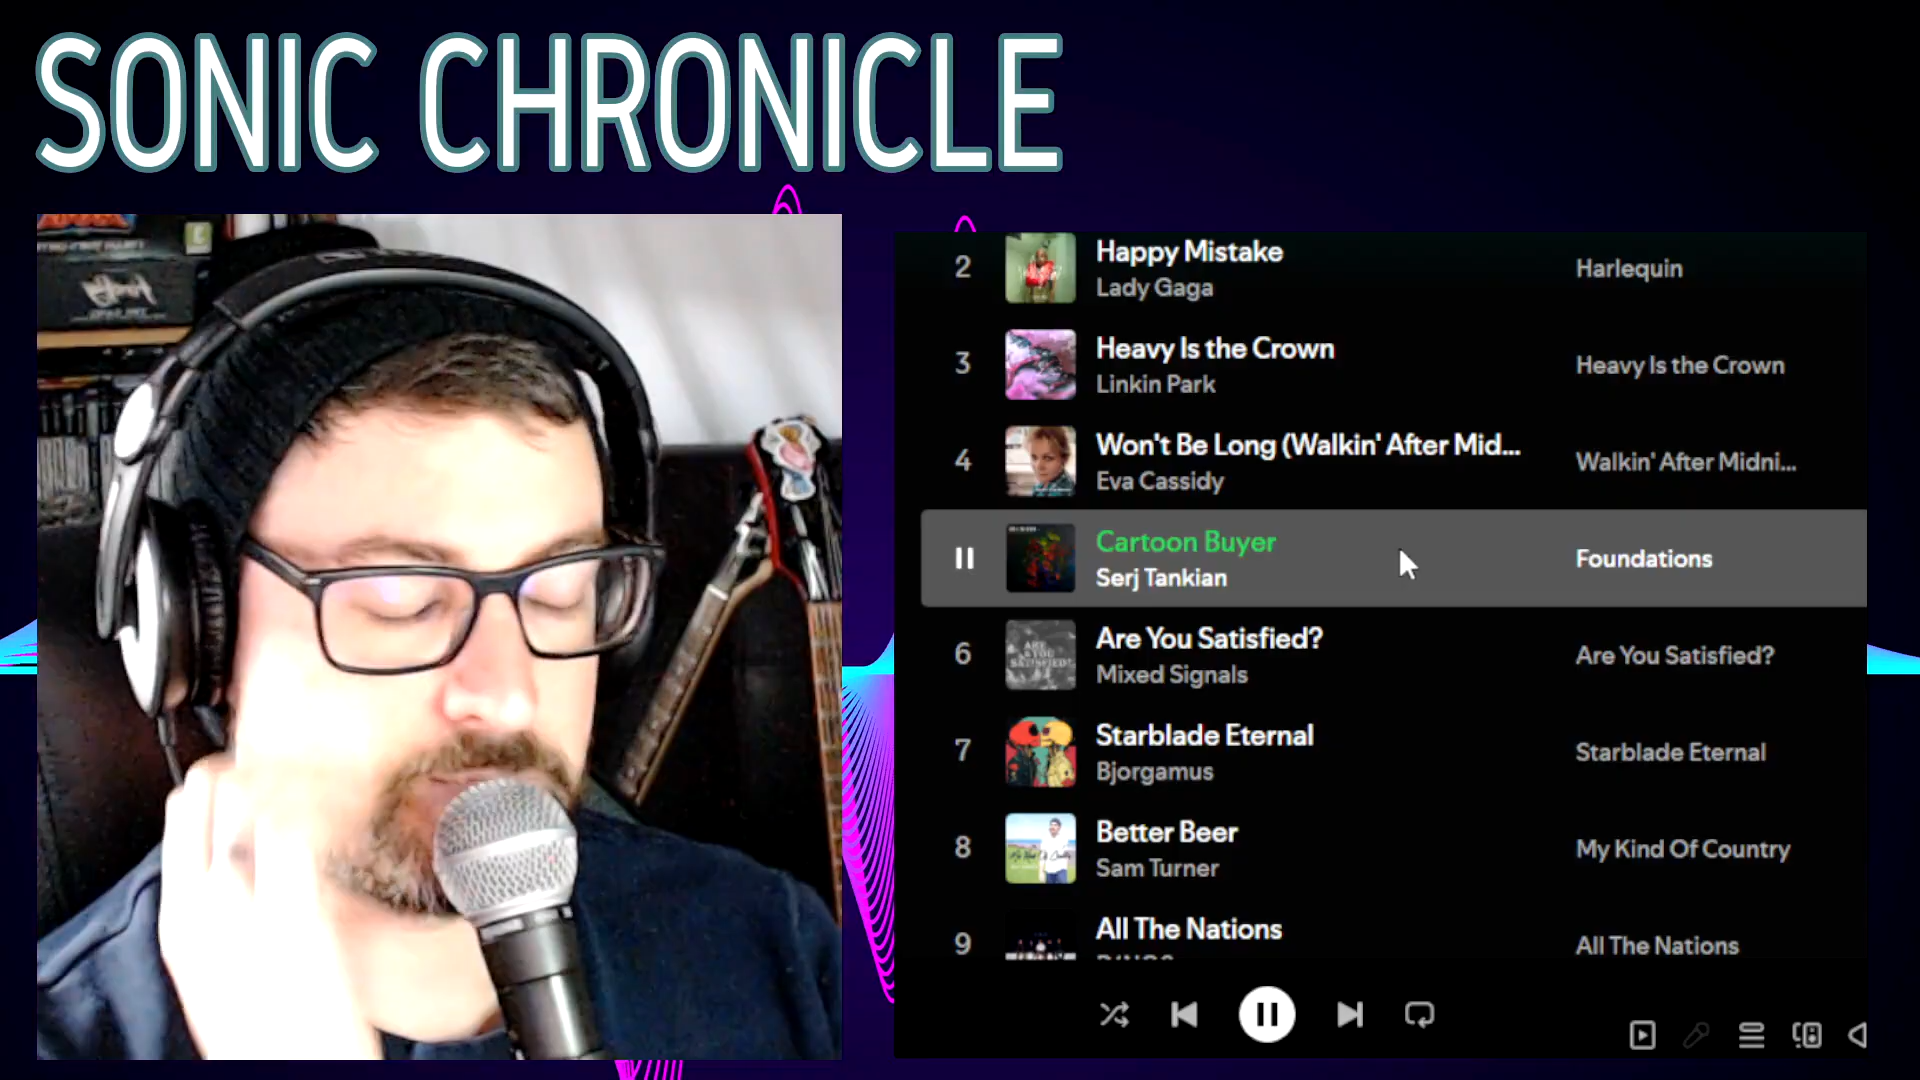 SONIC CHRONICLE
2
Happy Mistake
Lady Gaga
Harlequin
3
Heavy Is the Crown
Linkin Park
Heavy Is the Crown
4
Won't Be Long (Walkin' After Mid...
Eva Cassidy
Walkin' After Midni...
Cartoon Buyer
Serj Tankian
Foundations
6
Are You Satisfied?
Mixed Signals
Are You Satisfied?
ARE
YOU
SATISFIED?
7
Starblade Eternal
Bjorgamus
Starblade Eternal
8
Better Beer
Sam Turner
My Kind Of Country
9
All The Nations
All The Nations